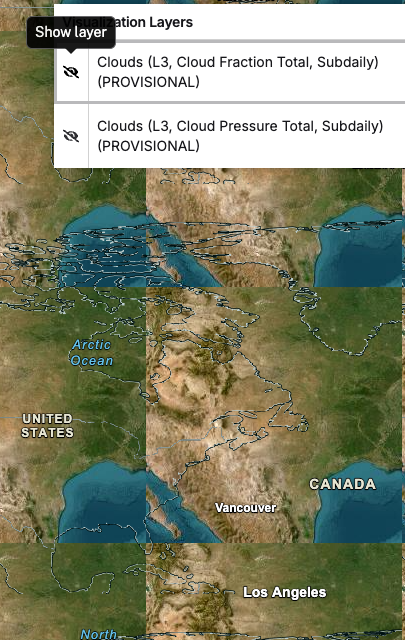 Visualization Layers
Show layer
Clouds (L3, Cloud Fraction Total, Subdaily)
(PROVISIONAL)
Clouds (L3, Cloud Pressure Total, Subdaily)
(PROVISIONAL)
Arctic
Ocean
UNITED
STATES
CANADA
Vancouver
Los Angeles
North